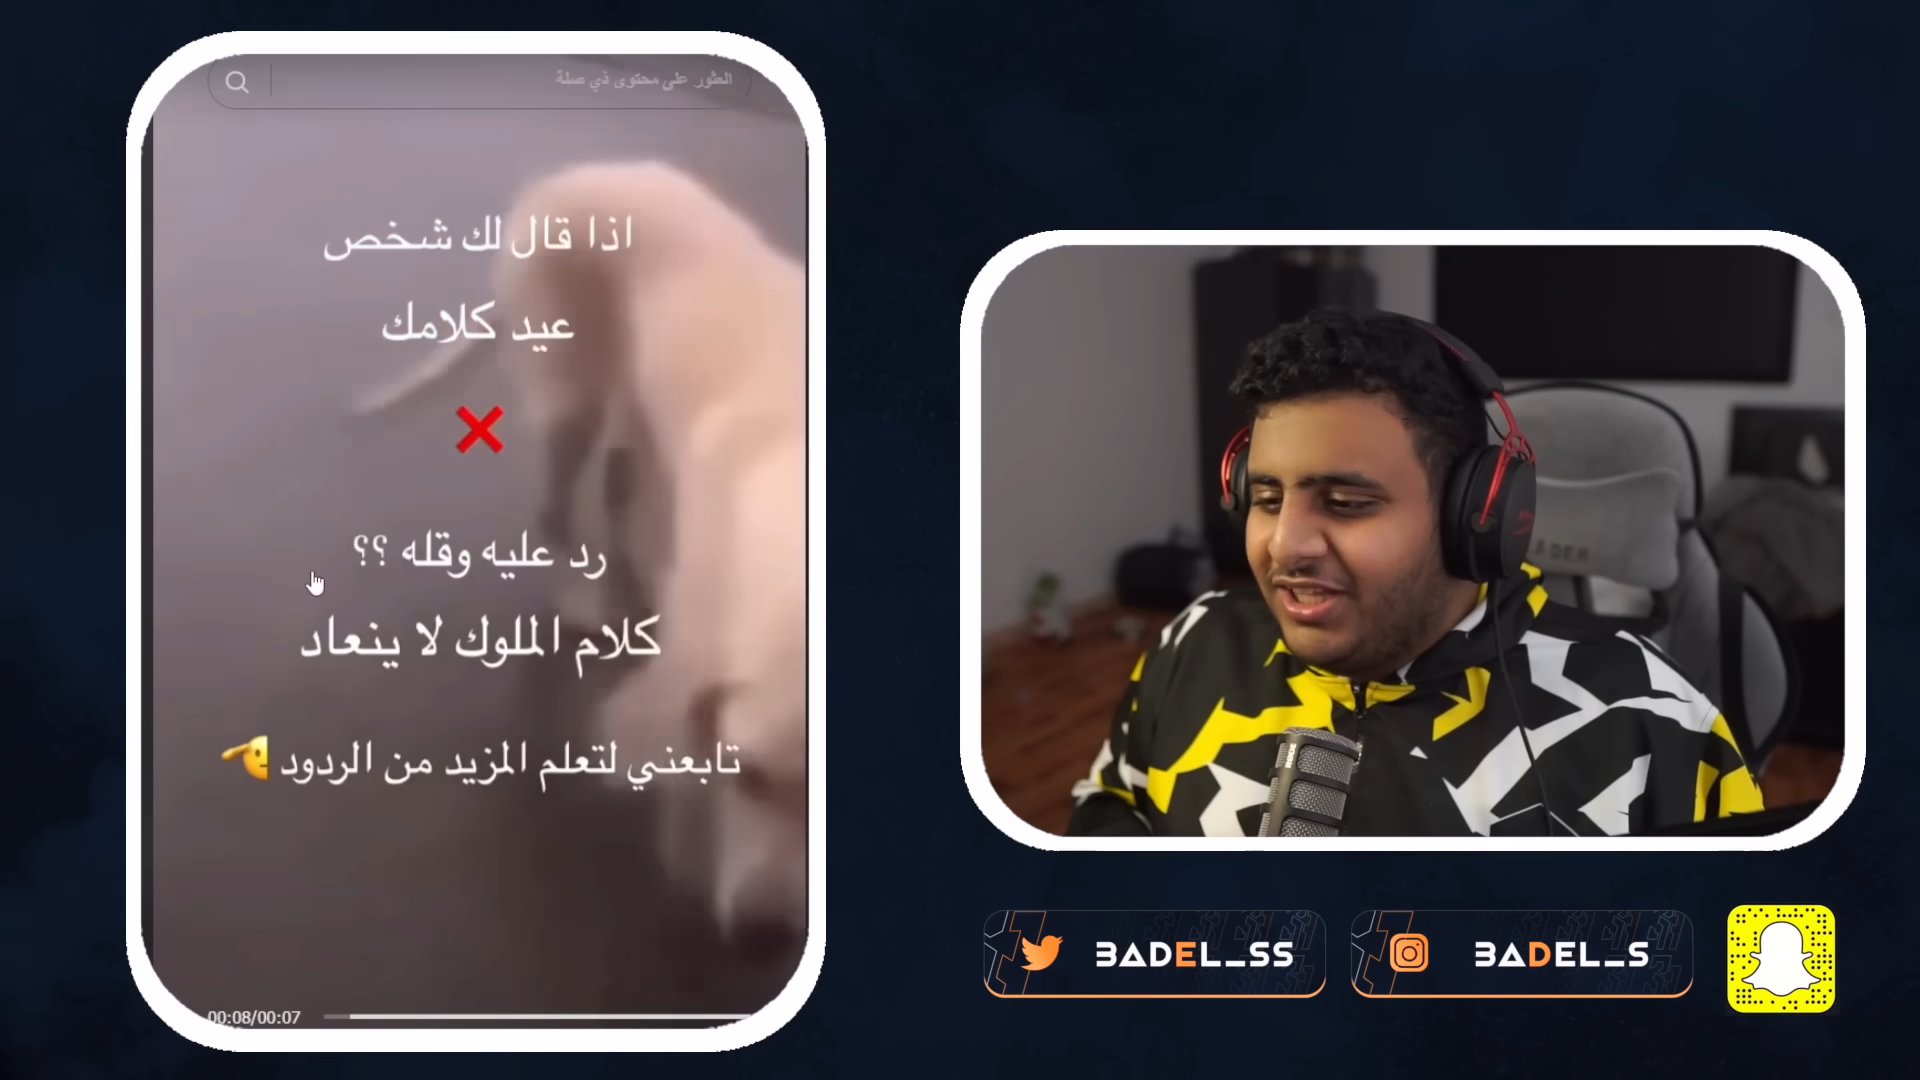 العثور على محتوى ذي صلة
اذا قال لك شخص
عيد كلامك
رد عليه وقله ؟؟
كلام الملوك لا ينعاد
تابعني لتعلم المزيد من الردود
00:08/00:07
BADEL_SS
BADEL_S